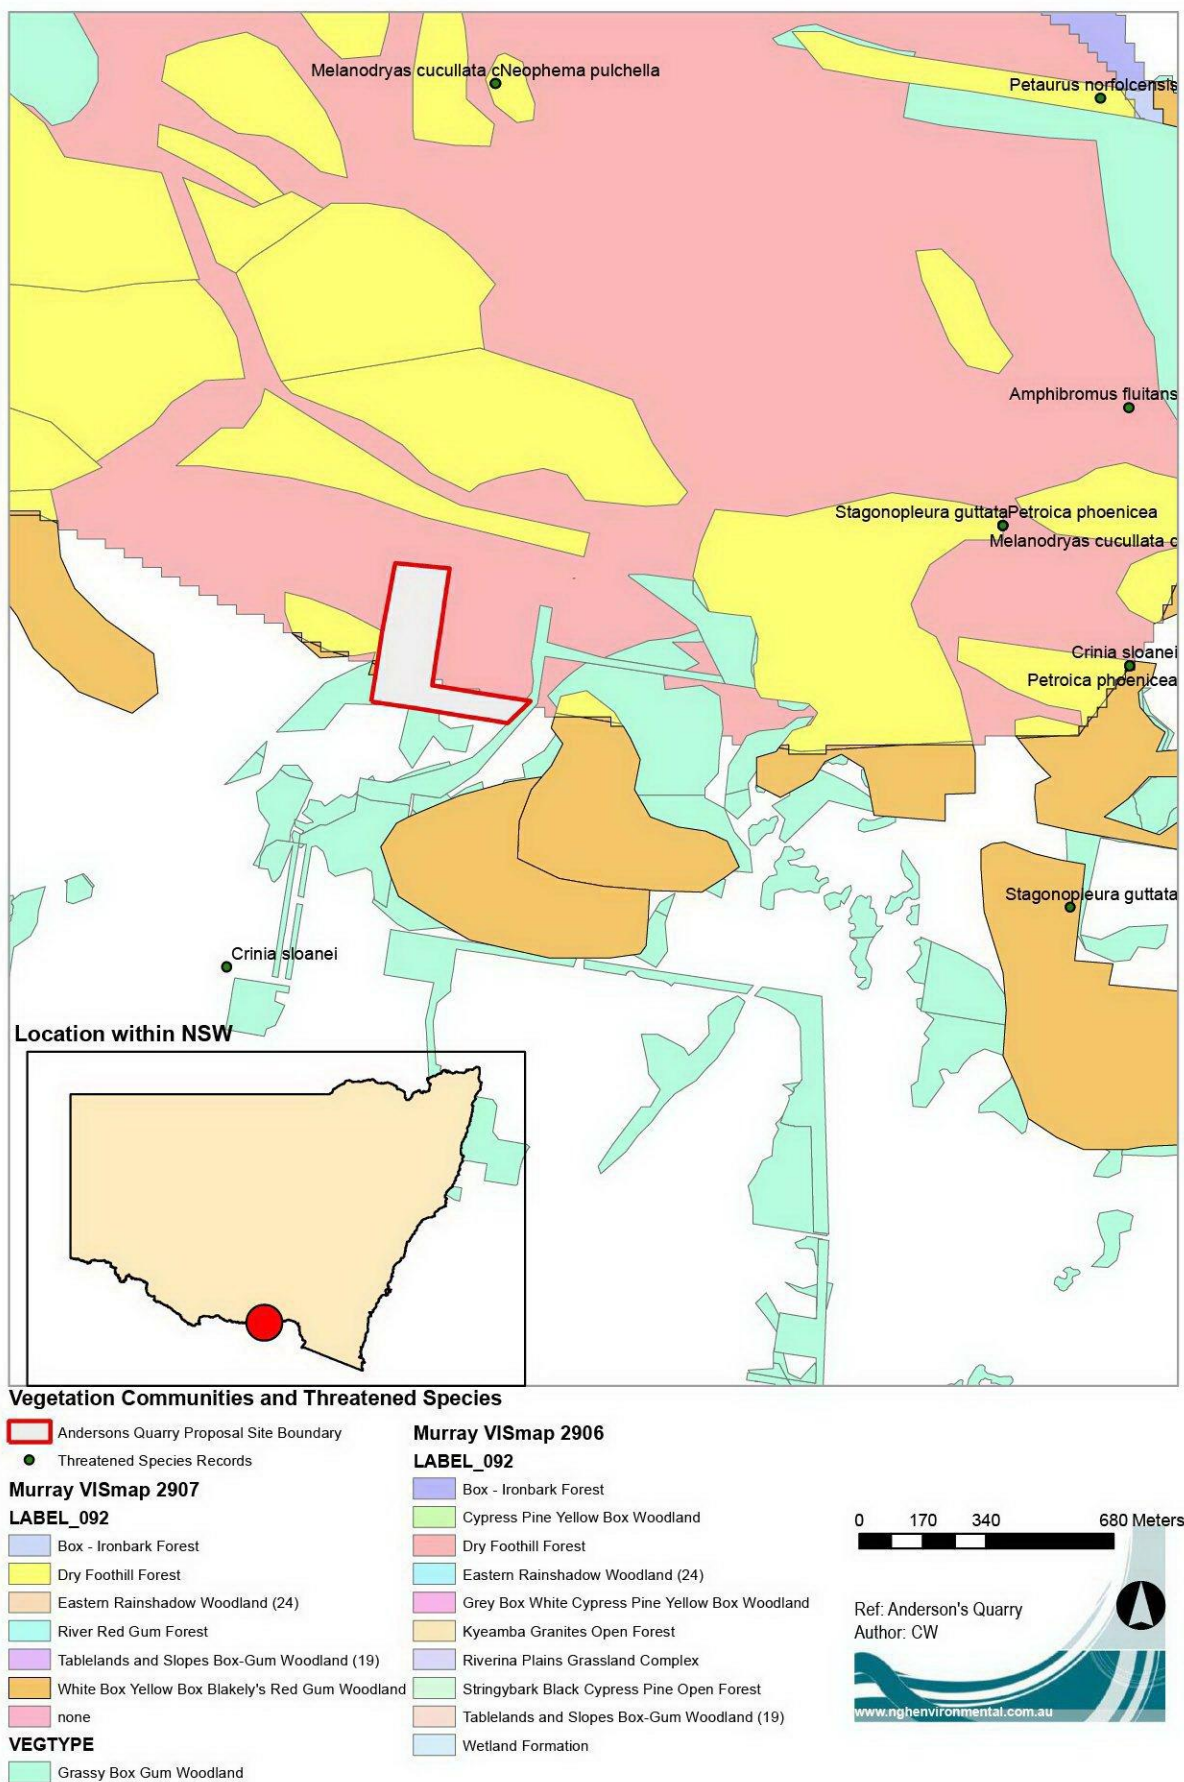 Melanodryas cucullata cNeophema pulchella
Petaurus norfolcensis
Amphibromus fluitans
Stagonopleura guttataPetroica phoenicea
Melanodryas cucullata c
Crinia sloanei
Petroica phoenicea
Stagonopleura guttata
Crinia sloanei
Location within NSW
Vegetation Communities and Threatened Species
Andersons Quarry Proposal Site Boundary
Threatened Species Records
Murray VISmap 2907
LABEL_092
Box - Ironbark Forest
Dry Foothill Forest
Eastern Rainshadow Woodland (24)
River Red Gum Forest
Tablelands and Slopes Box-Gum Woodland (19)
White Box Yellow Box Blakely's Red Gum Woodland
none
VEGTYPE
Grassy Box Gum Woodland
Murray VISmap 2906
LABEL_092
Box - Ironbark Forest
Cypress Pine Yellow Box Woodland
Dry Foothill Forest
Eastern Rainshadow Woodland (24)
Grey Box White Cypress Pine Yellow Box Woodland
Kyeamba Granites Open Forest
Riverina Plains Grassland Complex
Stringybark Black Cypress Pine Open Forest
Tablelands and Slopes Box-Gum Woodland (19)
Wetland Formation
0 170 340 680 Meters
Ref: Anderson's Quarry
Author: CW
www.nghenvironmental.com.au